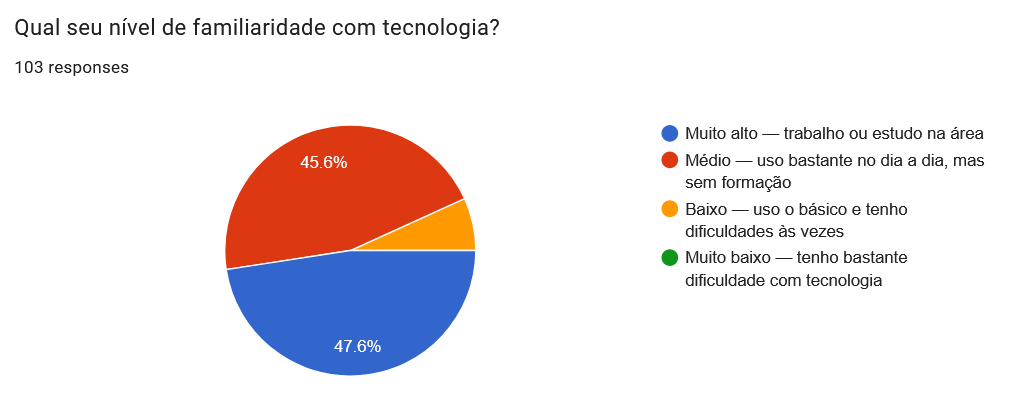 Qual seu nível de familiaridade com tecnologia?
103 responses
45.6%
47.6%
Muito alto — trabalho ou estudo na área
Médio — uso bastante no dia a dia, mas
sem formação
Baixo — uso o básico e tenho
dificuldades às vezes
Muito baixo — tenho bastante
dificuldade com tecnologia